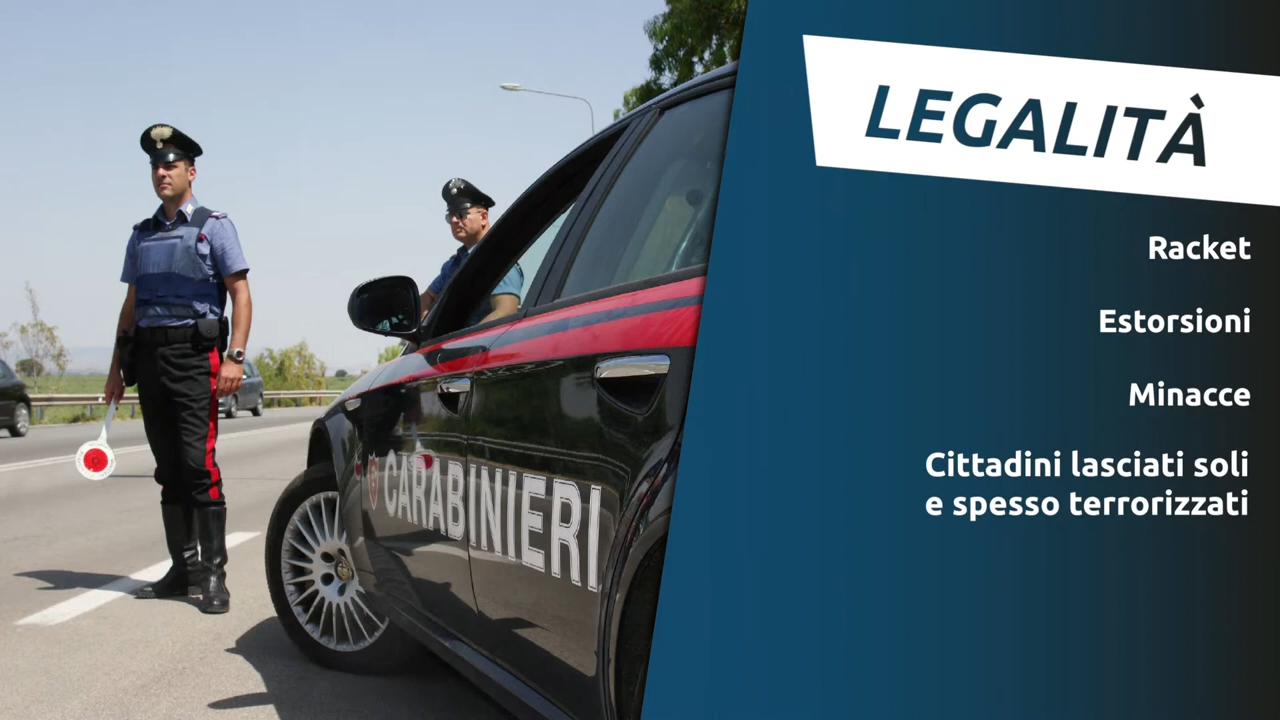 LEGALITÀ
Racket
Estorsioni
Minacce
Cittadini lasciati soli
e spesso terrorizzati
CARABINIERI